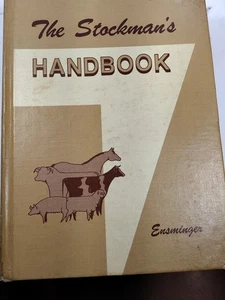 The Stockman's
HANDBOOK
Ensminger